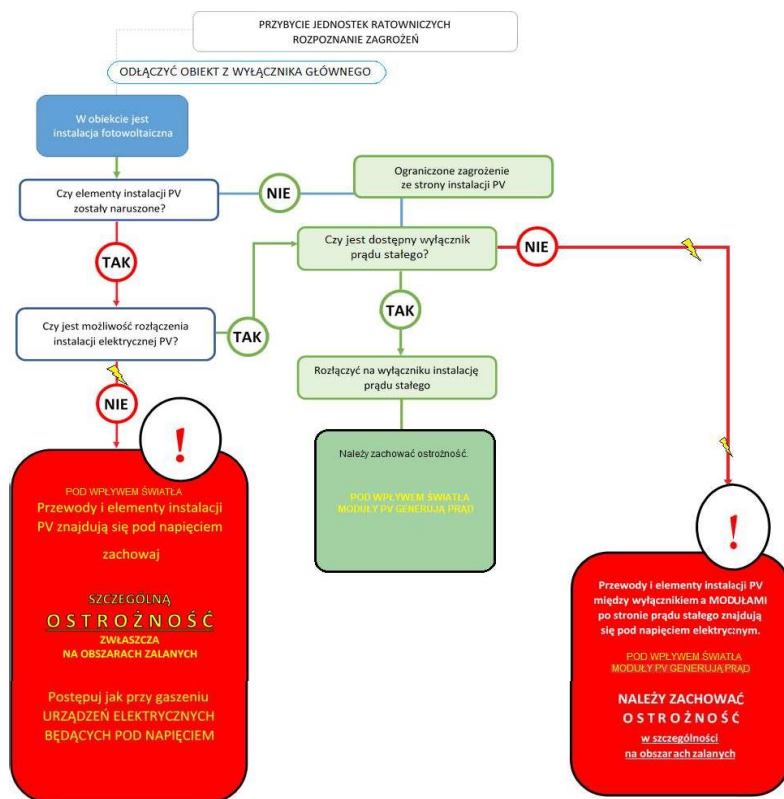 PRZYBYCIE JEDNOSTEK RATOWNICZYCH
ROZPOZNANIE ZAGROŻEŃ
ODŁĄCZYĆ OBIEKT Z WYŁĄCZNIKA GŁÓWNEGO
W obiekcie jest
instalacja fotowoltaiczna
Czy elementy instalacji PV
zostały naruszone?
NIE
Ograniczone zagrożenie
ze strony instalacji PV
Czy jest dostępny wyłącznik
prądu stałego?
NIE
TAK
TAK
Czy jest możliwość rozłączenia
instalacji elektrycznej PV?
TAK
Rozłączyć na wyłączniku instalację
prądu stałego
NIE
!
POD WPŁYWEM ŚWIATŁA
Przewody i elementy instalacji
PV znajdują się pod napięciem
zachowaj
SZCZEGÓLNĄ
OSTROŻNOŚĆ
ZWŁASZCZA
NA OBSZARACH ZALANYCH
Postępuj jak przy gaszeniu
URZĄDZEŃ ELEKTRYCZNYCH
BĘDĄCYCH POD NAPIĘCIEM
Należy zachować ostrożność.
POD WPŁYWEM ŚWIATŁA
MODUŁY PV GENERUJĄ PRĄD
!
Przewody i elementy instalacji PV
między wyłącznikiem a MODUŁAMI
po stronie prądu stałego znajdują
się pod napięciem elektrycznym.
POD WPŁYWEM ŚWIATŁA
MODUŁY PV GENERUJĄ PRĄD
NALEŻY ZACHOWAĆ
OSTROŻNOŚĆ
w szczególności
na obszarach zalanych